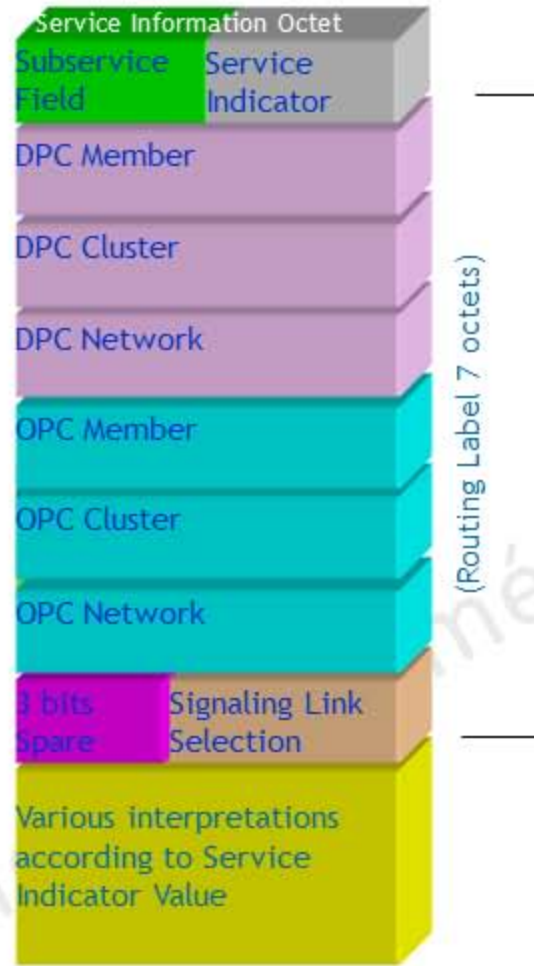 Service Information Octet
Subservice Field
Service Indicator
DPC Member
DPC Cluster
DPC Network
OPC Member
OPC Cluster
OPC Network
3 bits Spare
Signaling Link Selection
Various interpretations
according to Service
Indicator Value
(Routing Label 7 octets)